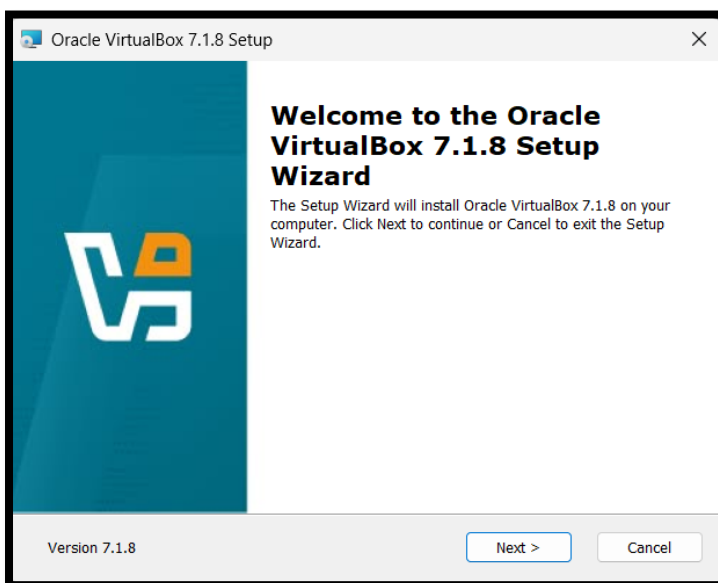 Oracle VirtualBox 7.1.8 Setup
Welcome to the Oracle
VirtualBox 7.1.8 Setup
Wizard
The Setup Wizard will install Oracle VirtualBox 7.1.8 on your
computer. Click Next to continue or Cancel to exit the Setup
Wizard.
Version 7.1.8
Next >
Cancel